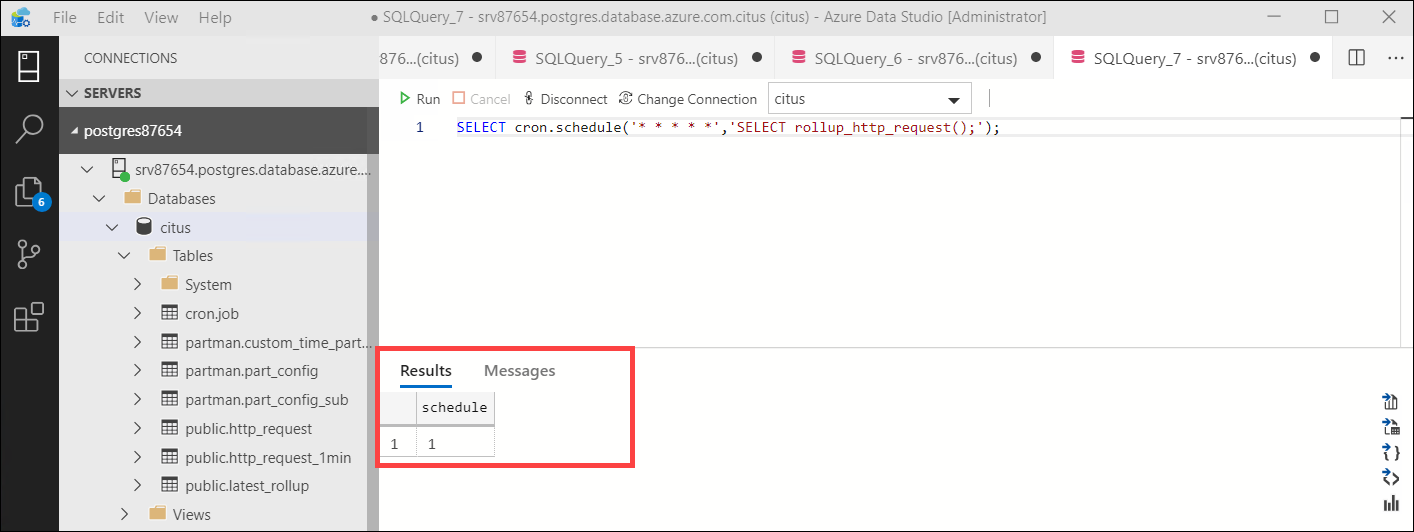 File Edit View Help ● SQLQuery_7 - srv87654.postgres.database.azure.com.citus (citus) - Azure Data Studio [Administrator]
CONNECTIONS
876...(citus) SQLQuery_5 - srv876...(citus) SQLQuery_6 - srv876...(citus) SQLQuery_7 - srv876...(citus)
SERVERS
Run Cancel Disconnect Change Connection citus
postgres87654
1 SELECT cron.schedule('* * * * *','SELECT rollup_http_request();');
srv87654.postgres.database.azure....
6
Databases
citus
Tables
System
cron.job
partman.custom_time_part...
partman.part_config
partman.part_config_sub
public.http_request
public.http_request_1min
public.latest_rollup
Views
Results Messages
schedule
1 1